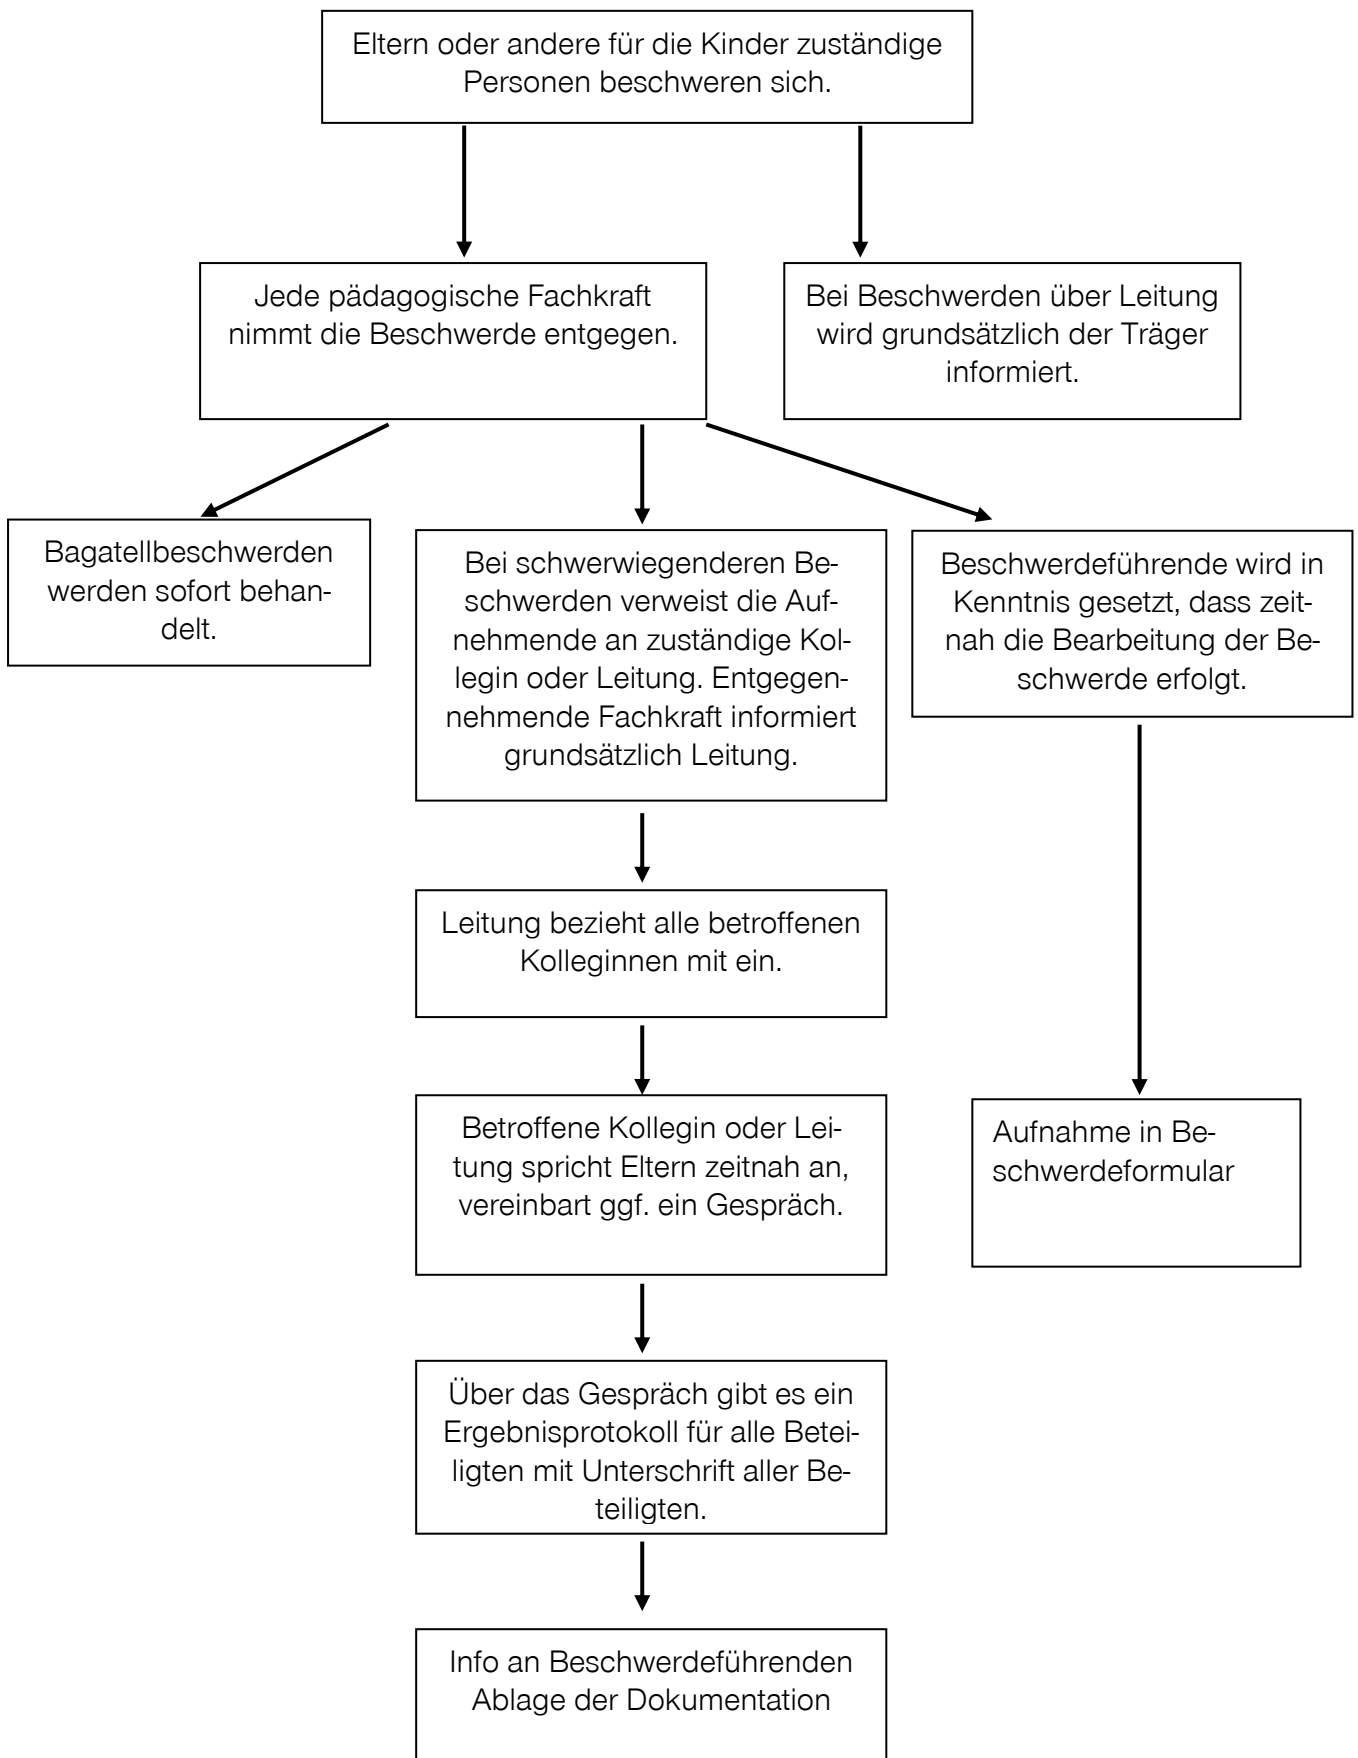 Eltern oder andere für die Kinder zuständige
Personen beschweren sich.
Jede pädagogische Fachkraft
nimmt die Beschwerde entgegen.
Bei Beschwerden über Leitung
wird grundsätzlich der Träger
informiert.
Bagatellbeschwerden
werden sofort behan-
delt.
Bei schwerwiegenderen Be-
schwerden verweist die Auf-
nehmende an zuständige Kol-
legin oder Leitung. Entgegen-
nehmende Fachkraft informiert
grundsätzlich Leitung.
Beschwerdeführende wird in
Kenntnis gesetzt, dass zeit-
nah die Bearbeitung der Be-
schwerde erfolgt.
Leitung bezieht alle betroffenen
Kolleginnen mit ein.
Betroffene Kollegin oder Lei-
tung spricht Eltern zeitnah an,
vereinbart ggf. ein Gespräch.
Aufnahme in Be-
schwerdeformular
Über das Gespräch gibt es ein
Ergebnisprotokoll für alle Betei-
ligten mit Unterschrift aller Be-
teiligten.
Info an Beschwerdeführenden
Ablage der Dokumentation